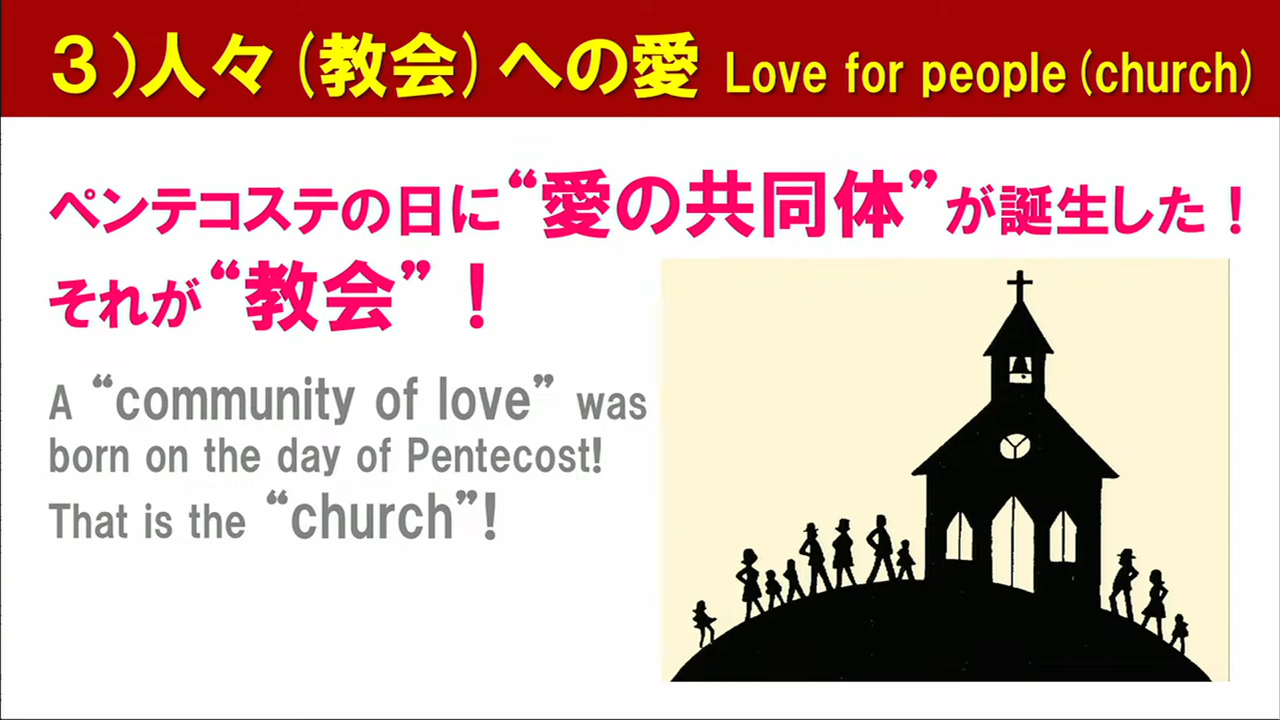 3)人々(教会)への愛 Love for people(church)
ペンテコステの日に“愛の共同体”が誕生した！
それが“教会”！
A “community of love” was
born on the day of Pentecost!
That is the “church”!